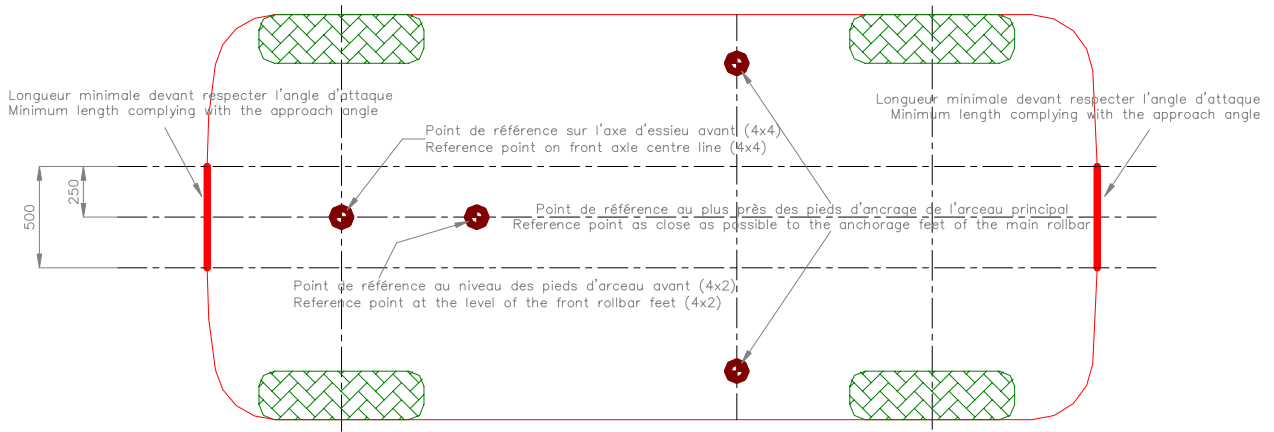 Longueur minimale devant respecter l'angle d'attaque
Minimum length complying with the approach angle
Longueur minimale devant respecter l'angle d'attaque
Minimum length complying with the approach angle
Point de référence sur l'axe d'essieu avant (4x4)
Reference point on front axle centre line (4x4)
250
500
Point de référence au plus près des pieds d'ancrage de l'arceau principal
Reference point as close as possible to the anchorage feet of the main rollbar
Point de référence au niveau des pieds d'arceau avant (4x2)
Reference point at the level of the front rollbar feet (4x2)